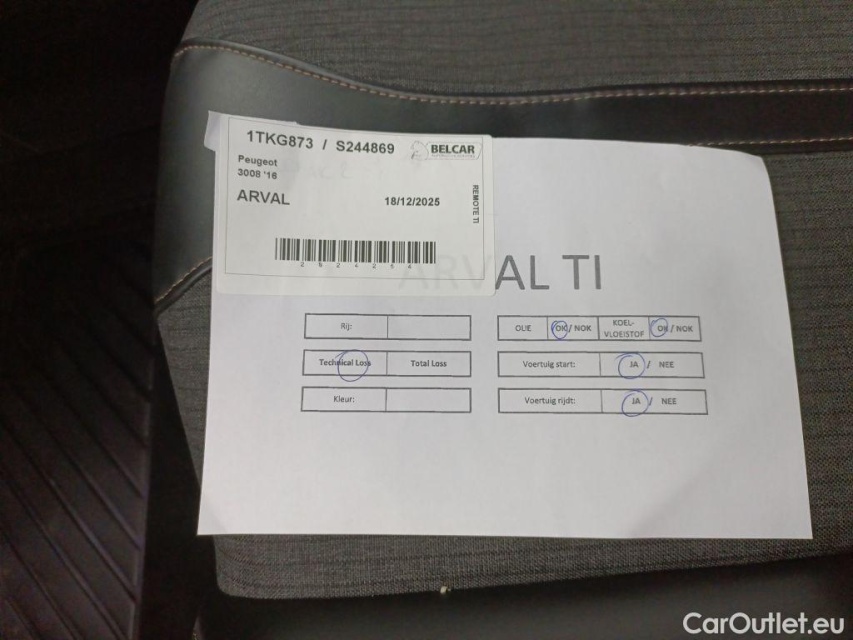 1TKG873 / S244869
BELCAR
Peugeot
3008 '16
ARVAL
18/12/2025
REMOTE TI
ARVAL TI
Rij:
OLIE OK / NOK KOEL-
VLOEISTOF OK / NOK
Technical Loss Total Loss
Voertuig start: JA / NEE
Kleur:
Voertuig rijdt: JA / NEE
CarOutlet.eu